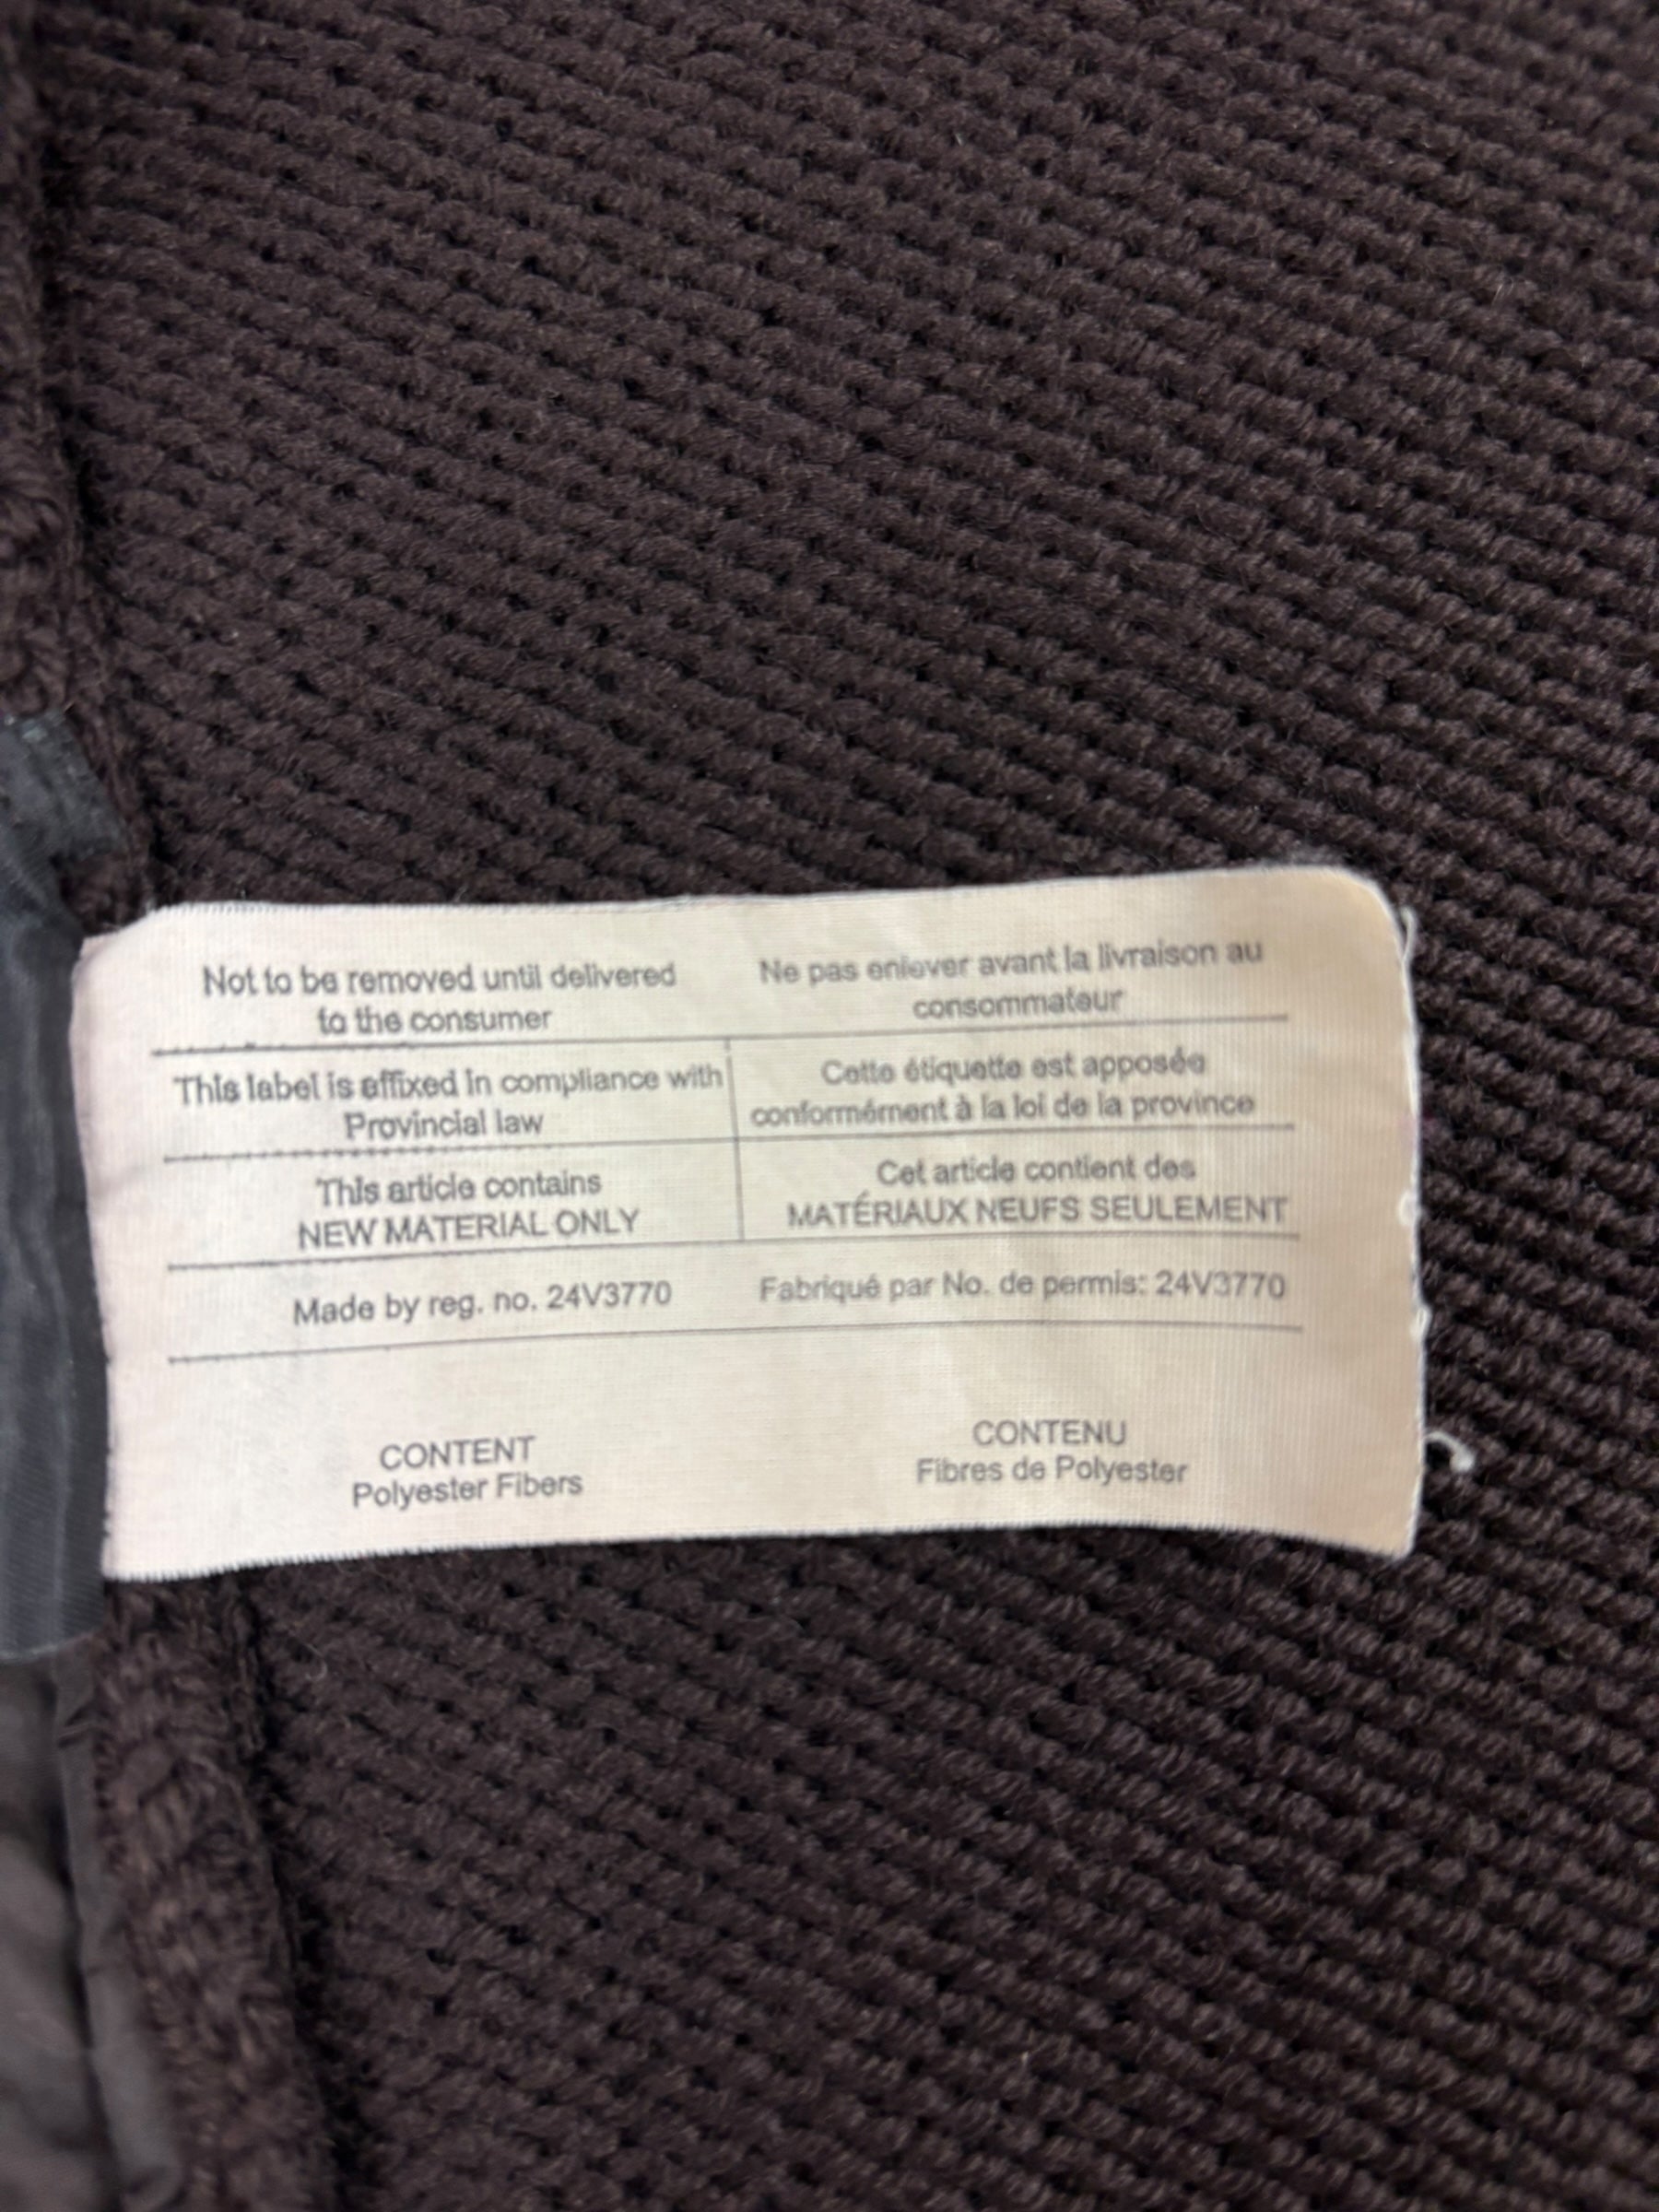 Not to be removed until delivered
to the consumer
Ne pas enlever avant la livraison au
consommateur
This label is affixed in compliance with
Provincial law
Cette étiquette est apposée
conformément à la loi de la province
This article contains
NEW MATERIAL ONLY
Cet article contient des
MATÉRIAUX NEUFS SEULEMENT
Made by reg. no. 24V3770
Fabriqué par No. de permis: 24V3770
CONTENT
Polyester Fibers
CONTENU
Fibres de Polyester